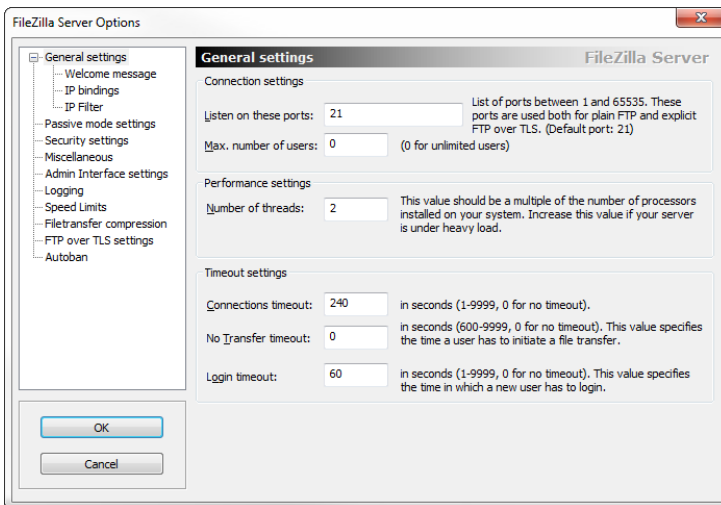 FileZilla Server Options
General settings
Welcome message
IP bindings
IP Filter
Passive mode settings
Security settings
Miscellaneous
Admin Interface settings
Logging
Speed Limits
Filetransfer compression
FTP over TLS settings
Autoban
OK
Cancel
General settings
FileZilla Server
Connection settings
Listen on these ports:
21
List of ports between 1 and 65535. These
ports are used both for plain FTP and explicit
FTP over TLS. (Default port: 21)
Max. number of users:
0
(0 for unlimited users)
Performance settings
Number of threads:
2
This value should be a multiple of the number of processors
installed on your system. Increase this value if your server
is under heavy load.
Timeout settings
Connections timeout:
240
in seconds (1-9999, 0 for no timeout).
No Transfer timeout:
0
in seconds (600-9999, 0 for no timeout). This value specifies
the time a user has to initiate a file transfer.
Login timeout:
60
in seconds (1-9999, 0 for no timeout). This value specifies
the time in which a new user has to login.